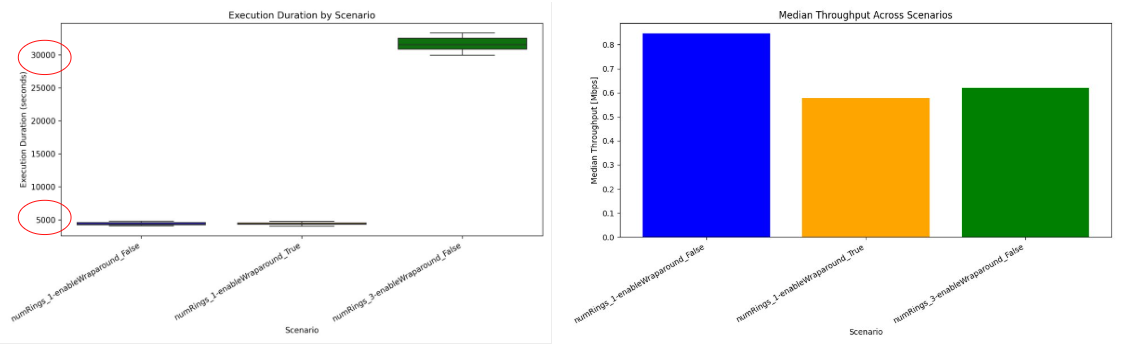 Execution Duration by Scenario
Execution Duration (seconds)
30000
25000
20000
15000
10000
5000
numRings_1-enableWraparound_False
numRings_1-enableWraparound_True
numRings_3-enableWraparound_False
Scenario
Median Throughput Across Scenarios
Median Throughput [Mbps]
0.8
0.7
0.6
0.5
0.4
0.3
0.2
0.1
0.0
numRings_1-enableWraparound_False
numRings_1-enableWraparound_True
numRings_3-enableWraparound_False
Scenario